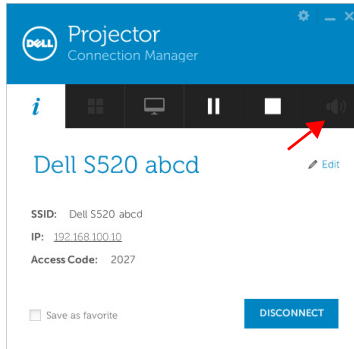 DELL
Projector
Connection Manager
i
Dell S520 abcd
Edit
SSID: Dell S520 abcd
IP: 192.168.100.10
Access Code: 2027
Save as favorite
DISCONNECT